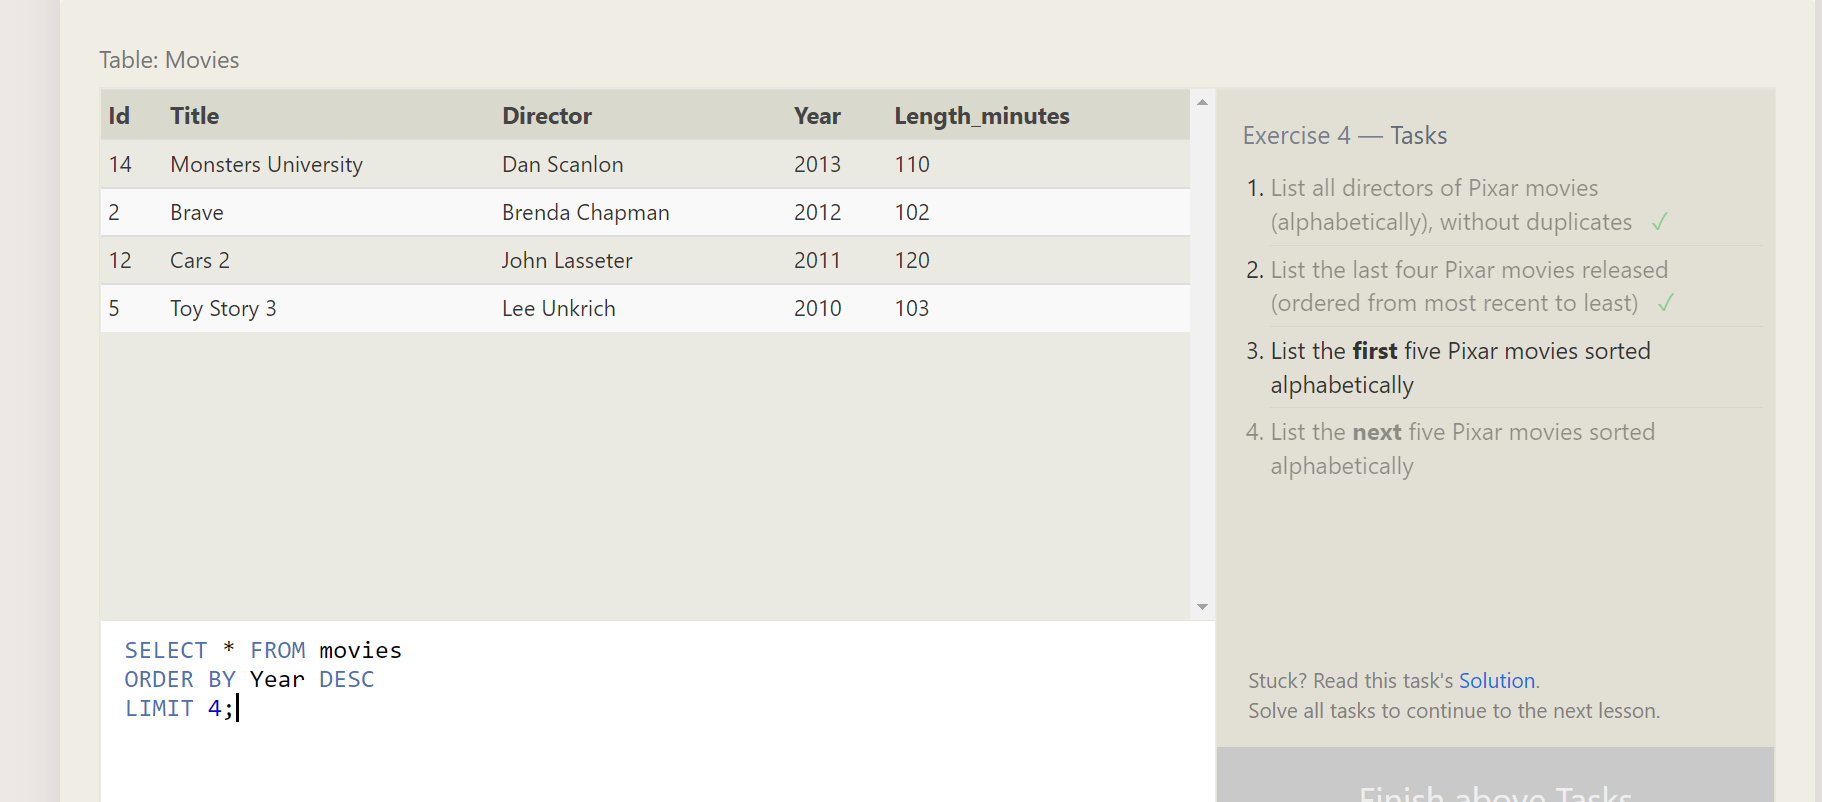 Table: Movies
Id Title Director Year Length_minutes
14 Monsters University Dan Scanlon 2013 110
2 Brave Brenda Chapman 2012 102
12 Cars 2 John Lasseter 2011 120
5 Toy Story 3 Lee Unkrich 2010 103
SELECT * FROM movies
ORDER BY Year DESC
LIMIT 4;
Exercise 4 — Tasks
1. List all directors of Pixar movies
(alphabetically), without duplicates ✓
2. List the last four Pixar movies released
(ordered from most recent to least) ✓
3. List the first five Pixar movies sorted
alphabetically
4. List the next five Pixar movies sorted
alphabetically
Stuck? Read this task's Solution.
Solve all tasks to continue to the next lesson.
Finish above Tasks